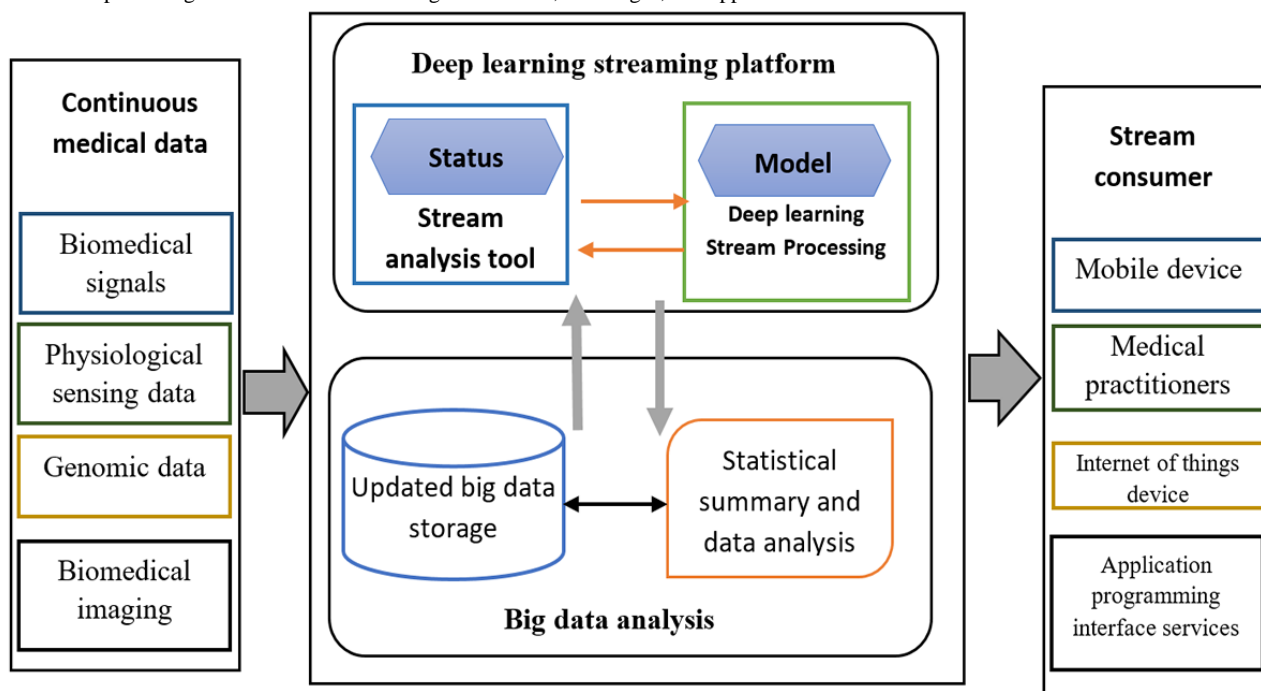 Continuous
medical data
Biomedical
signals
Physiological
sensing data
Genomic data
Biomedical
imaging
Deep learning streaming platform
Status
Stream
analysis tool
Model
Deep learning
Stream Processing
Updated big data
storage
Statistical
summary and
data analysis
Big data analysis
Stream
consumer
Mobile device
Medical
practitioners
Internet of things
device
Application
programming
interface services